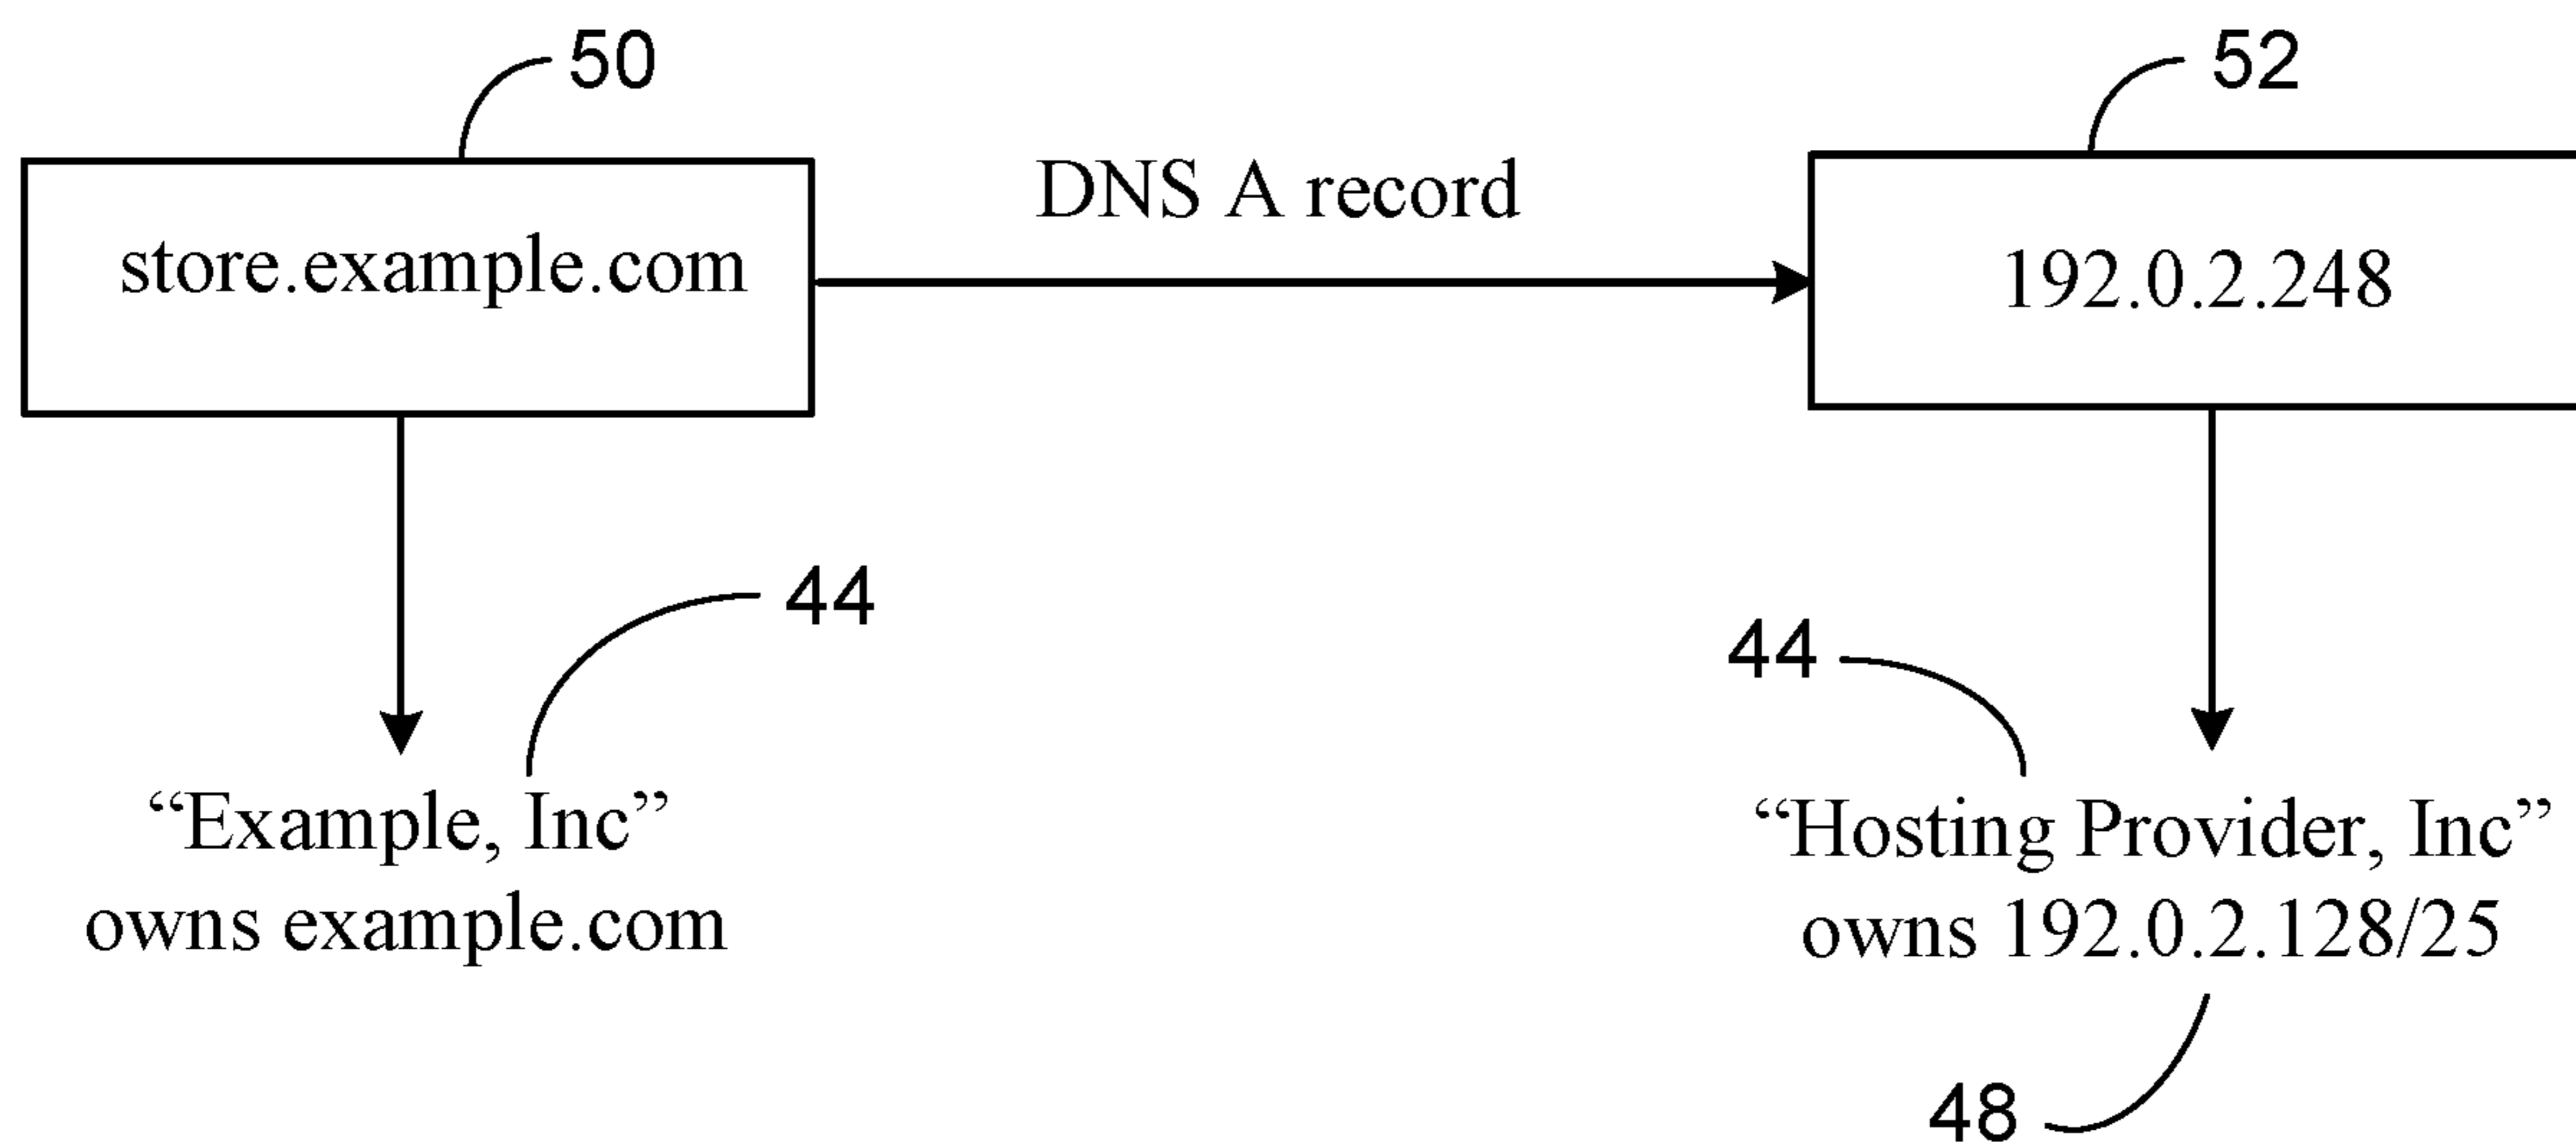 50
52
store.example.com
DNS A record
192.0.2.248
44
44
“Example, Inc”
owns example.com
“Hosting Provider, Inc”
owns 192.0.2.128/25
48